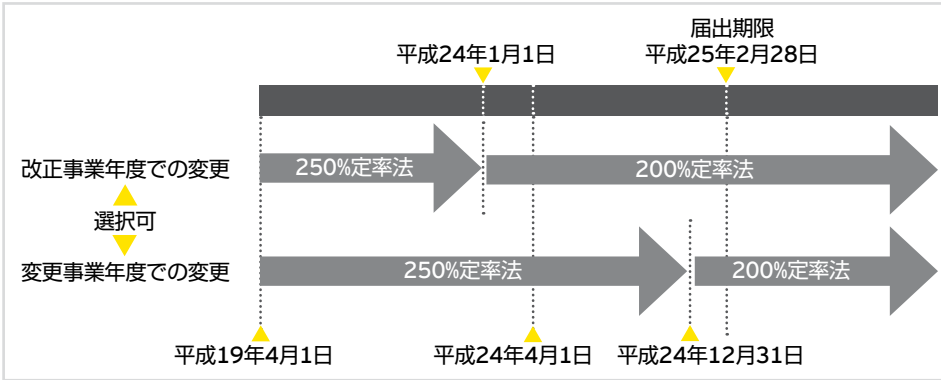 届出期限
平成24年1月1日
平成25年2月28日
改正事業年度での変更
250%定率法
200%定率法
選択可
変更事業年度での変更
250%定率法
200%定率法
平成19年4月1日
平成24年4月1日
平成24年12月31日